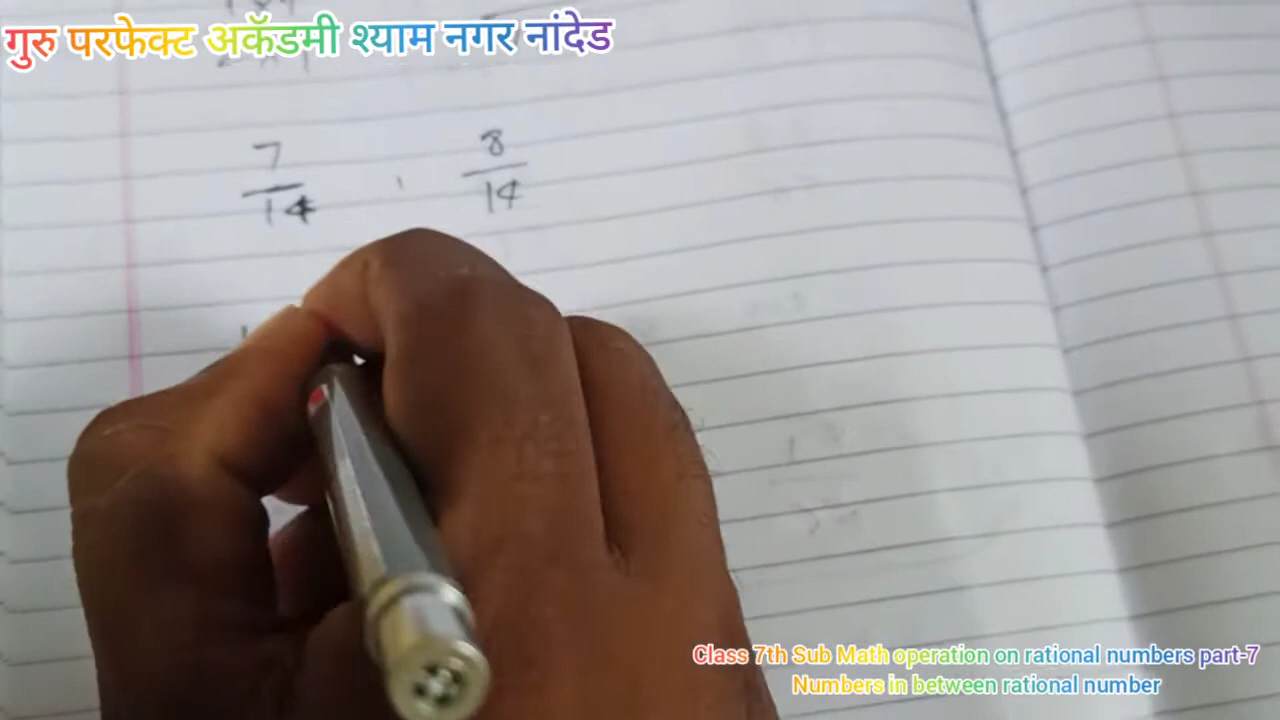 गुरु परफेक्ट अकॅडमी श्याम नगर नांदेड
7/14 , 8/14
Class 7th Sub Math operation on rational numbers part-7
Numbers in between rational number